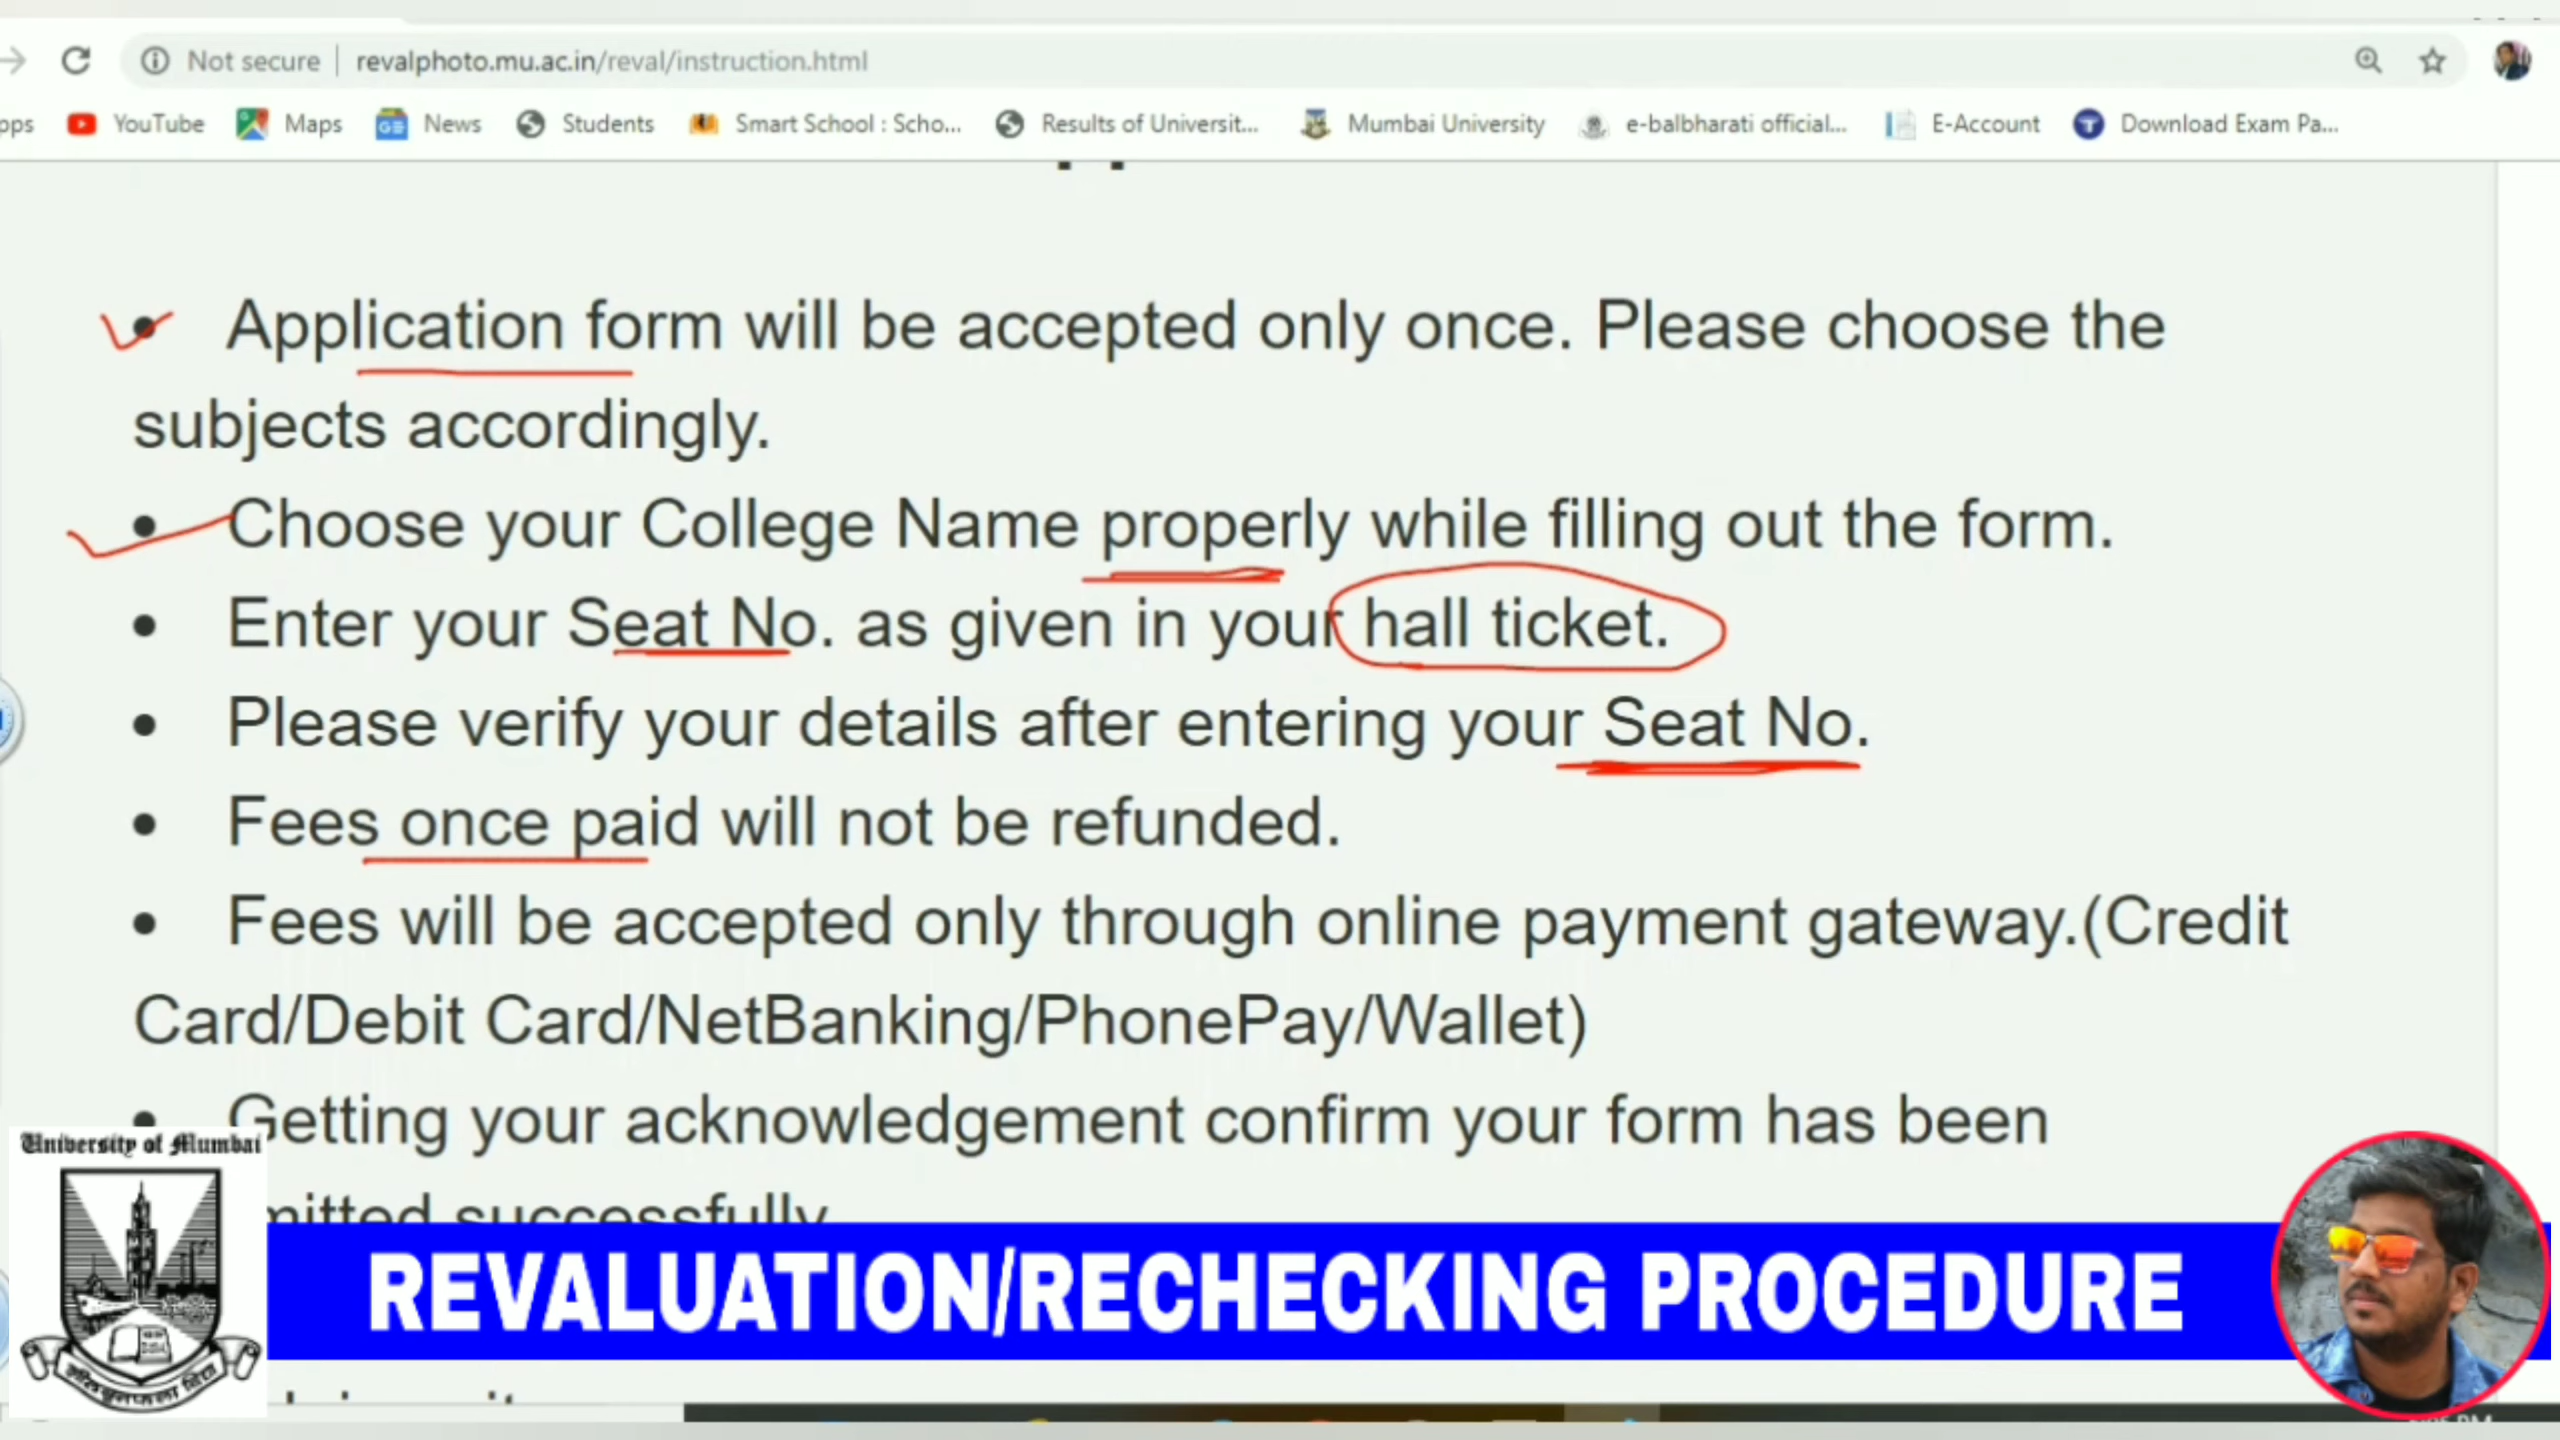 Not secure | revalphoto.mu.ac.in/reval/instruction.html
pps YouTube Maps News Students Smart School : Scho... Results of Universit... Mumbai University e-balbharati official... E-Account Download Exam Pa...
• Application form will be accepted only once. Please choose the
subjects accordingly.
• Choose your College Name properly while filling out the form.
• Enter your Seat No. as given in your hall ticket.
• Please verify your details after entering your Seat No.
• Fees once paid will not be refunded.
• Fees will be accepted only through online payment gateway.(Credit
Card/Debit Card/NetBanking/PhonePay/Wallet)
• Getting your acknowledgement confirm your form has been
mitted successfully
University of Mumbai
REVALUATION/RECHECKING PROCEDURE